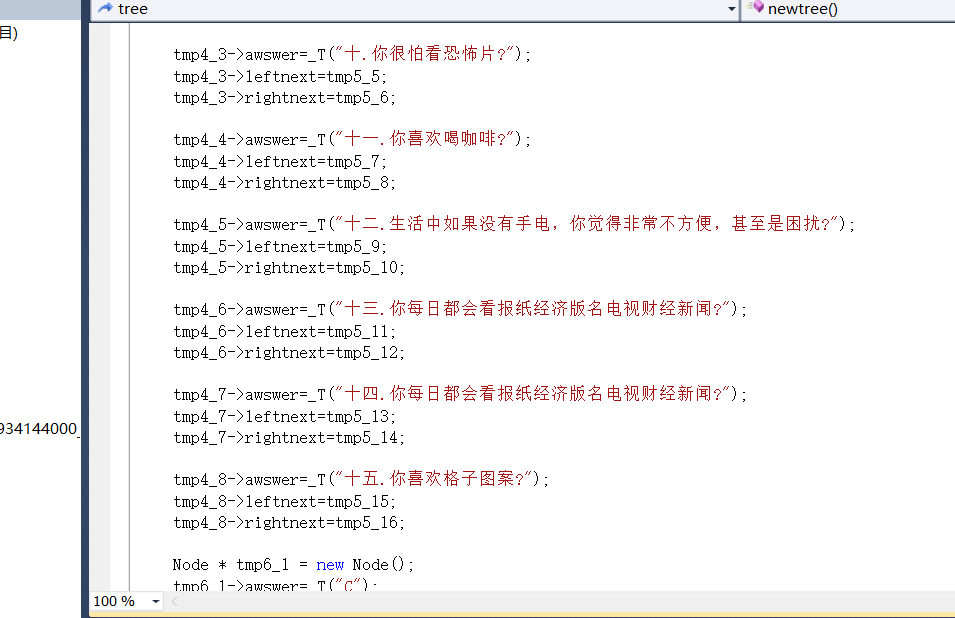 tree
newtree()
目)
tmp4_3->awswer=_T("十.你很怕看恐怖片?");
tmp4_3->leftnext=tmp5_5;
tmp4_3->rightnext=tmp5_6;
tmp4_4->awswer=_T("十一.你喜欢喝咖啡?");
tmp4_4->leftnext=tmp5_7;
tmp4_4->rightnext=tmp5_8;
tmp4_5->awswer=_T("十二.生活中如果没有手电，你觉得非常不方便，甚至是困扰?");
tmp4_5->leftnext=tmp5_9;
tmp4_5->rightnext=tmp5_10;
tmp4_6->awswer=_T("十三.你每日都会看报纸经济版名电视财经新闻?");
tmp4_6->leftnext=tmp5_11;
tmp4_6->rightnext=tmp5_12;
tmp4_7->awswer=_T("十四.你每日都会看报纸经济版名电视财经新闻?");
tmp4_7->leftnext=tmp5_13;
tmp4_7->rightnext=tmp5_14;
934144000_
tmp4_8->awswer=_T("十五.你喜欢格子图案?");
tmp4_8->leftnext=tmp5_15;
tmp4_8->rightnext=tmp5_16;
Node * tmp6_1 = new Node();
tmp6_1->awswer=_T("C");
100 %